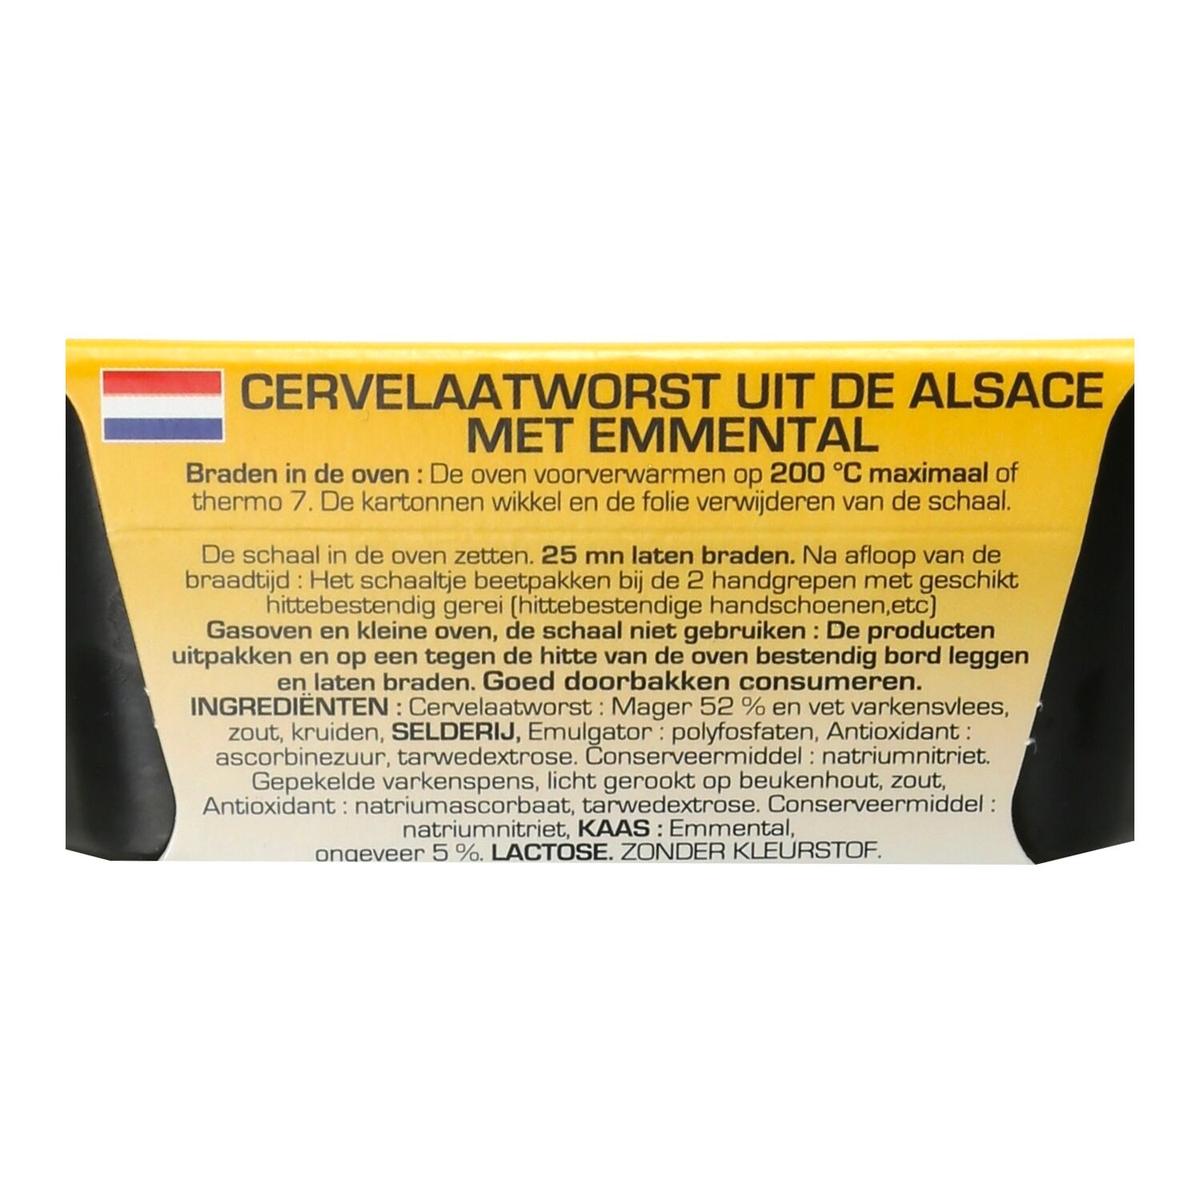 CERVELAATWORST UIT DE ALSACE
MET EMMENTAL
Braden in de oven : De oven voorverwarmen op 200 °C maximaal of
thermo 7. De kartonnen wikkel en de folie verwijderen van de schaal.
De schaal in de oven zetten. 25 mn laten braden. Na afloop van de
braadtijd : Het schaaltje beetpakken bij de 2 handgrepen met geschikt
hittebestendig gerei (hittebestendige handschoenen,etc)
Gasoven en kleine oven, de schaal niet gebruiken : De producten
uitpakken en op een tegen de hitte van de oven bestendig bord leggen
en laten braden. Goed doorbakken consumeren.
INGREDIËNTEN : Cervelaatworst : Mager 52 % en vet varkensvlees,
zout, kruiden, SELDERIJ, Emulgator : polyfosfaten, Antioxidant :
ascorbinezuur, tarwedextrose. Conserveermiddel : natriumnitriet.
Gepekelde varkenspens, licht gerookt op beukenhout, zout,
Antioxidant : natriumascorbaat, tarwedextrose. Conserveermiddel :
natriumnitriet, KAAS : Emmental,
ongeveer 5 %. LACTOSE. ZONDER KLEURSTOF.